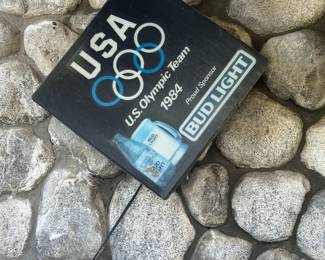 USA
U.S. Olympic Team
1984
Proud Sponsor
BUD LIGHT